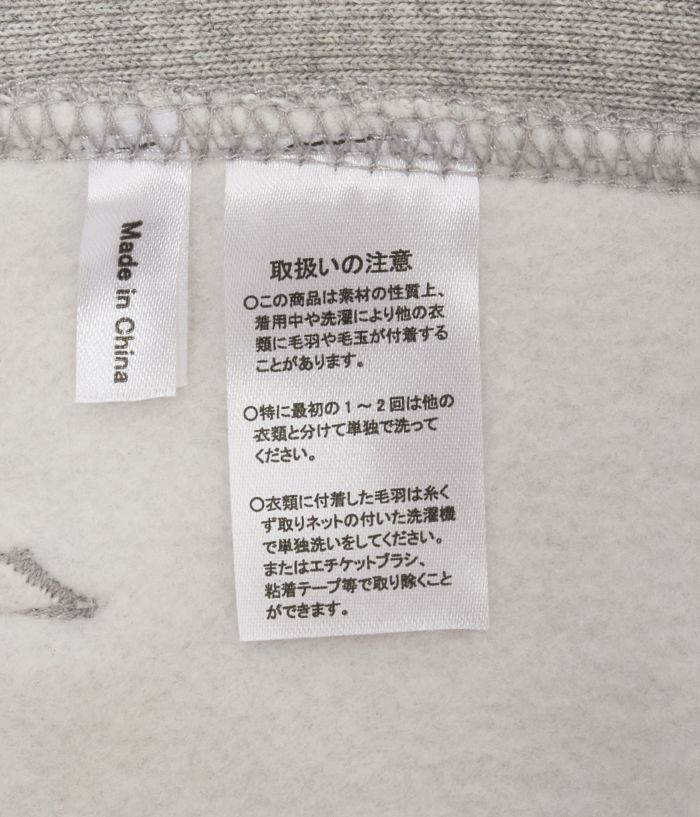 Made in China
取扱いの注意
○この商品は素材の性質上、
着用中や洗濯により他の衣
類に毛羽や毛玉が付着する
ことがあります。
○特に最初の1～2回は他の
衣類と分けて単独で洗って
ください。
○衣類に付着した毛羽は糸く
ず取りネットの付いた洗濯機
で単独洗いをしてください。
またはエチケットブラシ、
粘着テープ等で取り除くこと
ができます。